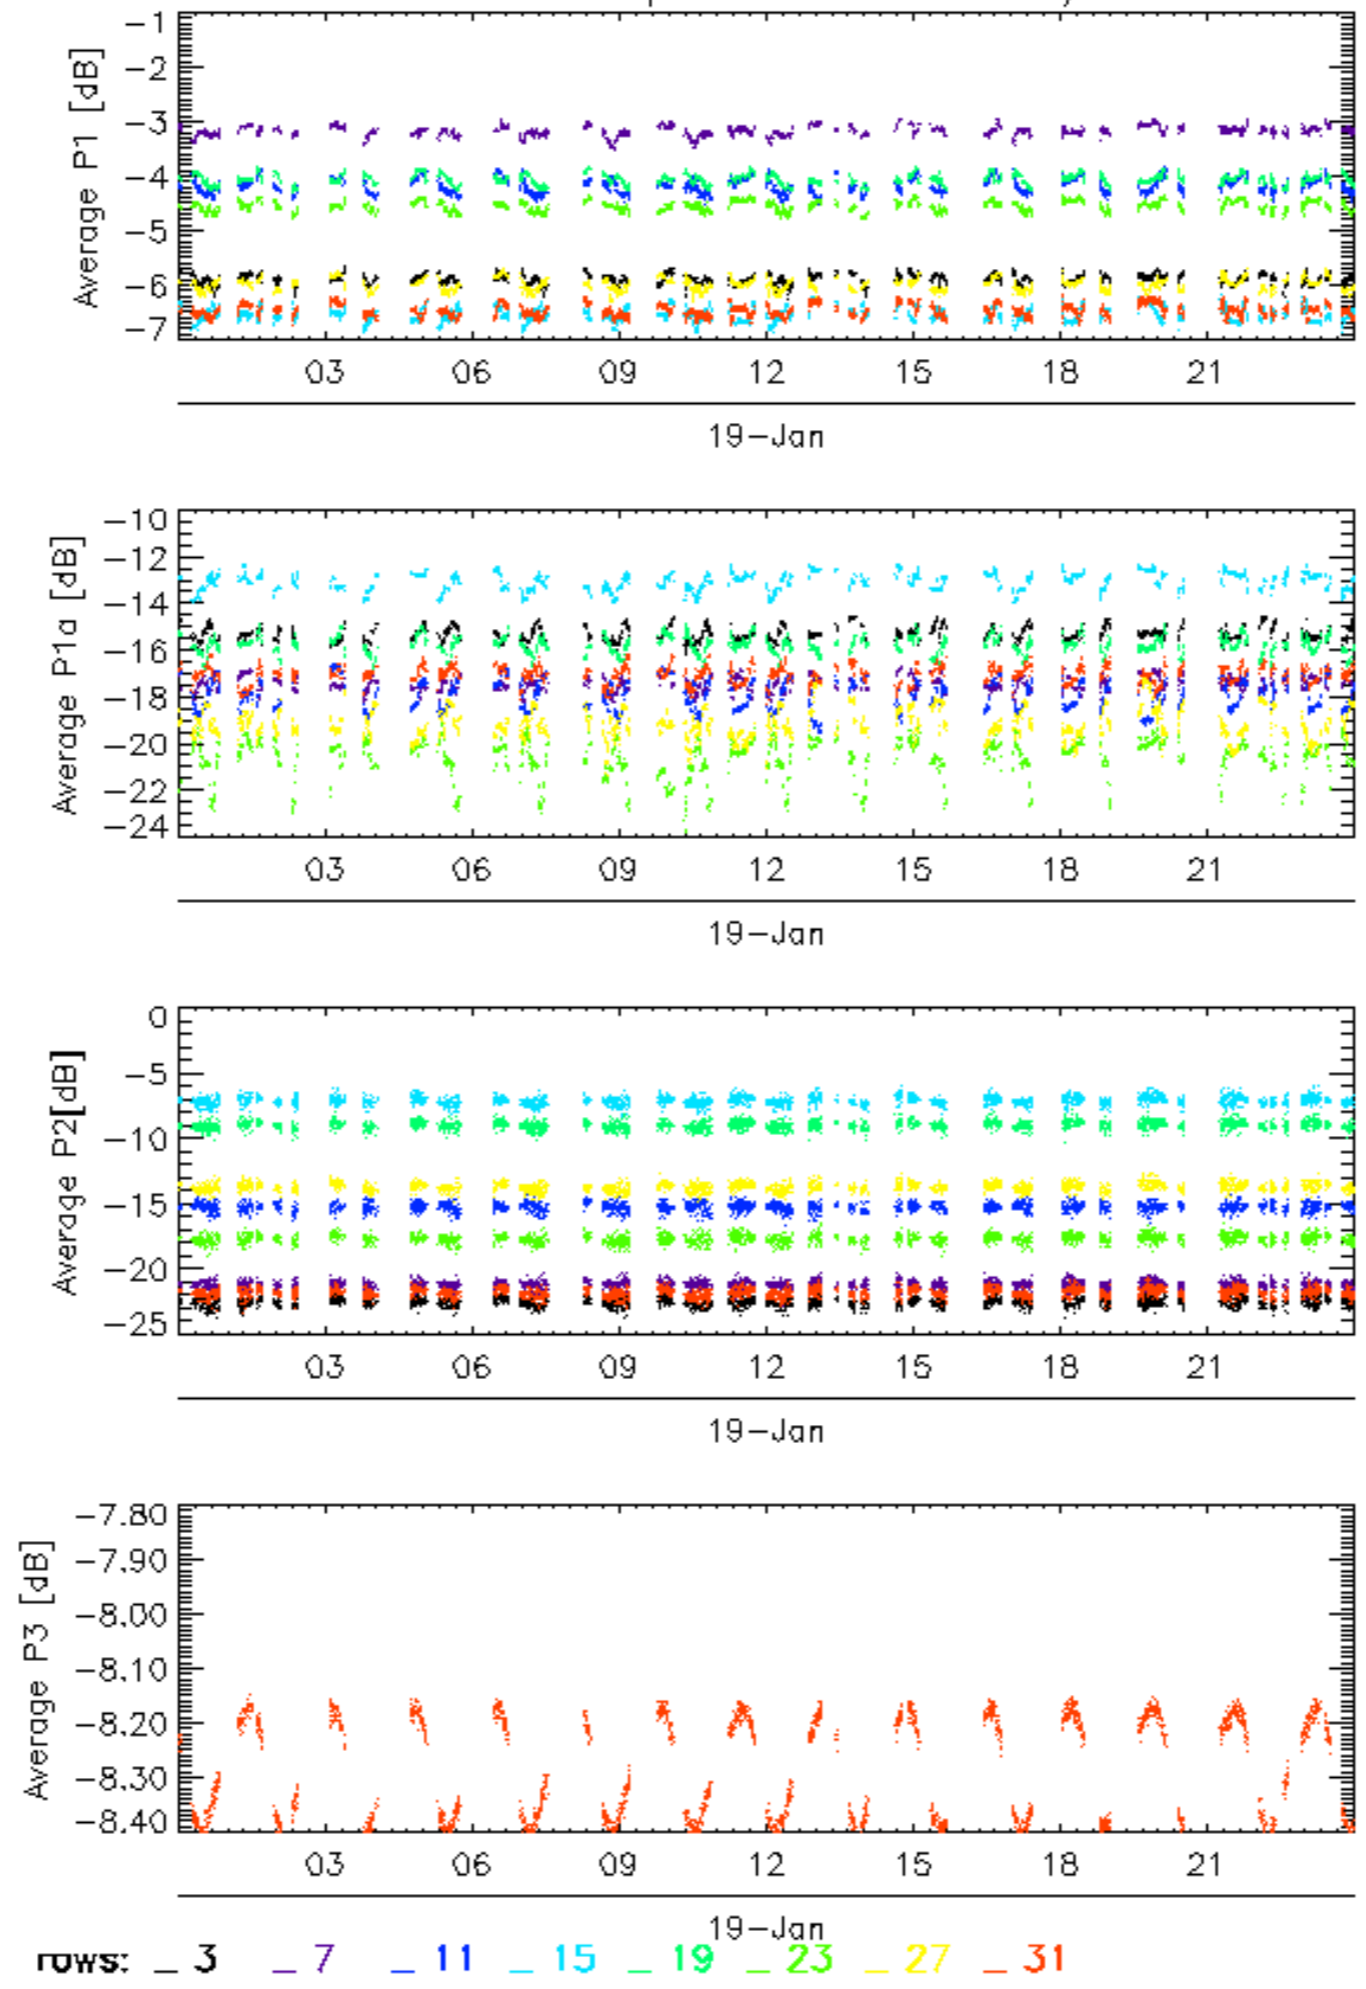 Average P1 [dB]
-1
-2
-3
-4
-5
-6
-7
03 06 09 12 15 18 21
19-Jan
Average P1a [dB]
-10
-12
-14
-16
-18
-20
-22
-24
03 06 09 12 15 18 21
19-Jan
Average P2[dB]
0
-5
-10
-15
-20
-25
03 06 09 12 15 18 21
19-Jan
Average P3 [dB]
-7.80
-7.90
-8.00
-8.10
-8.20
-8.30
-8.40
03 06 09 12 15 18 21
19-Jan
rows: _ 3 _ 7 _ 11 _ 15 _ 19 _ 23 _ 27 _ 31